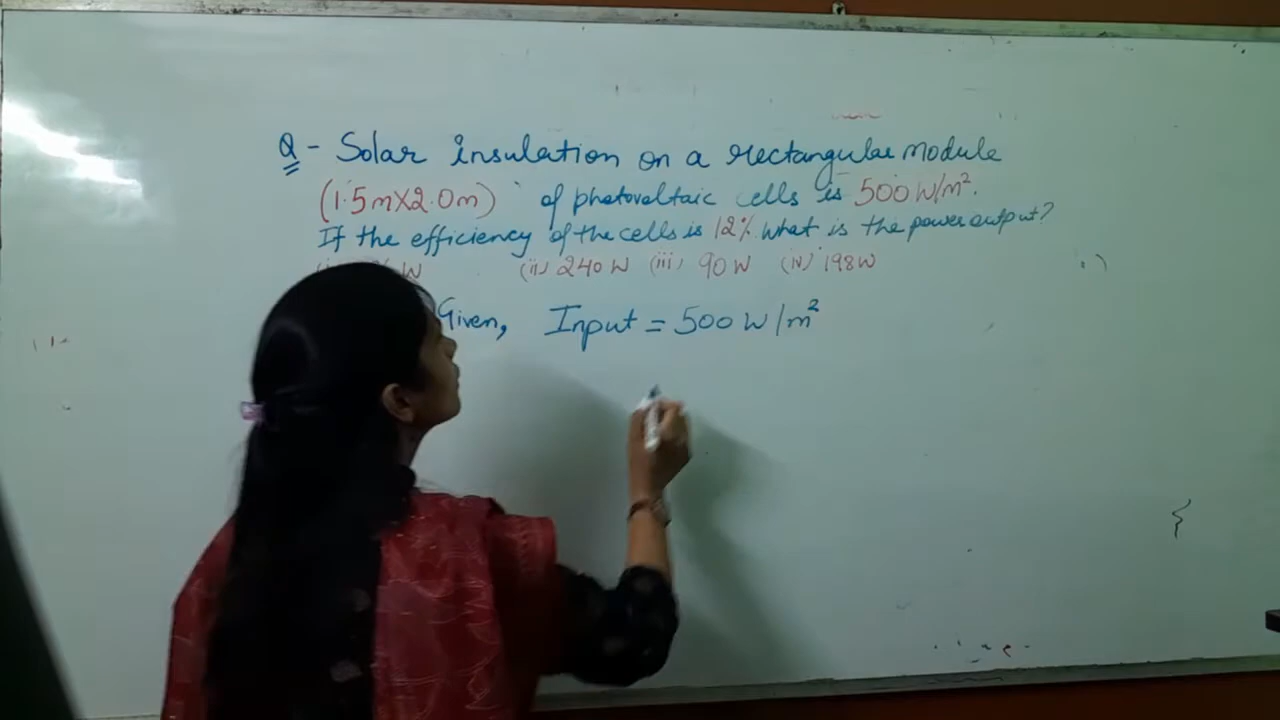 Q - Solar insulation on a rectangular module
(1.5m X 2.0m) of photovoltaic cells is 500 W/m².
If the efficiency of the cells is 12% what is the power output?
W (ii) 240 W (iii) 90 W (iv) 198 W
Given, Input = 500 W/m²